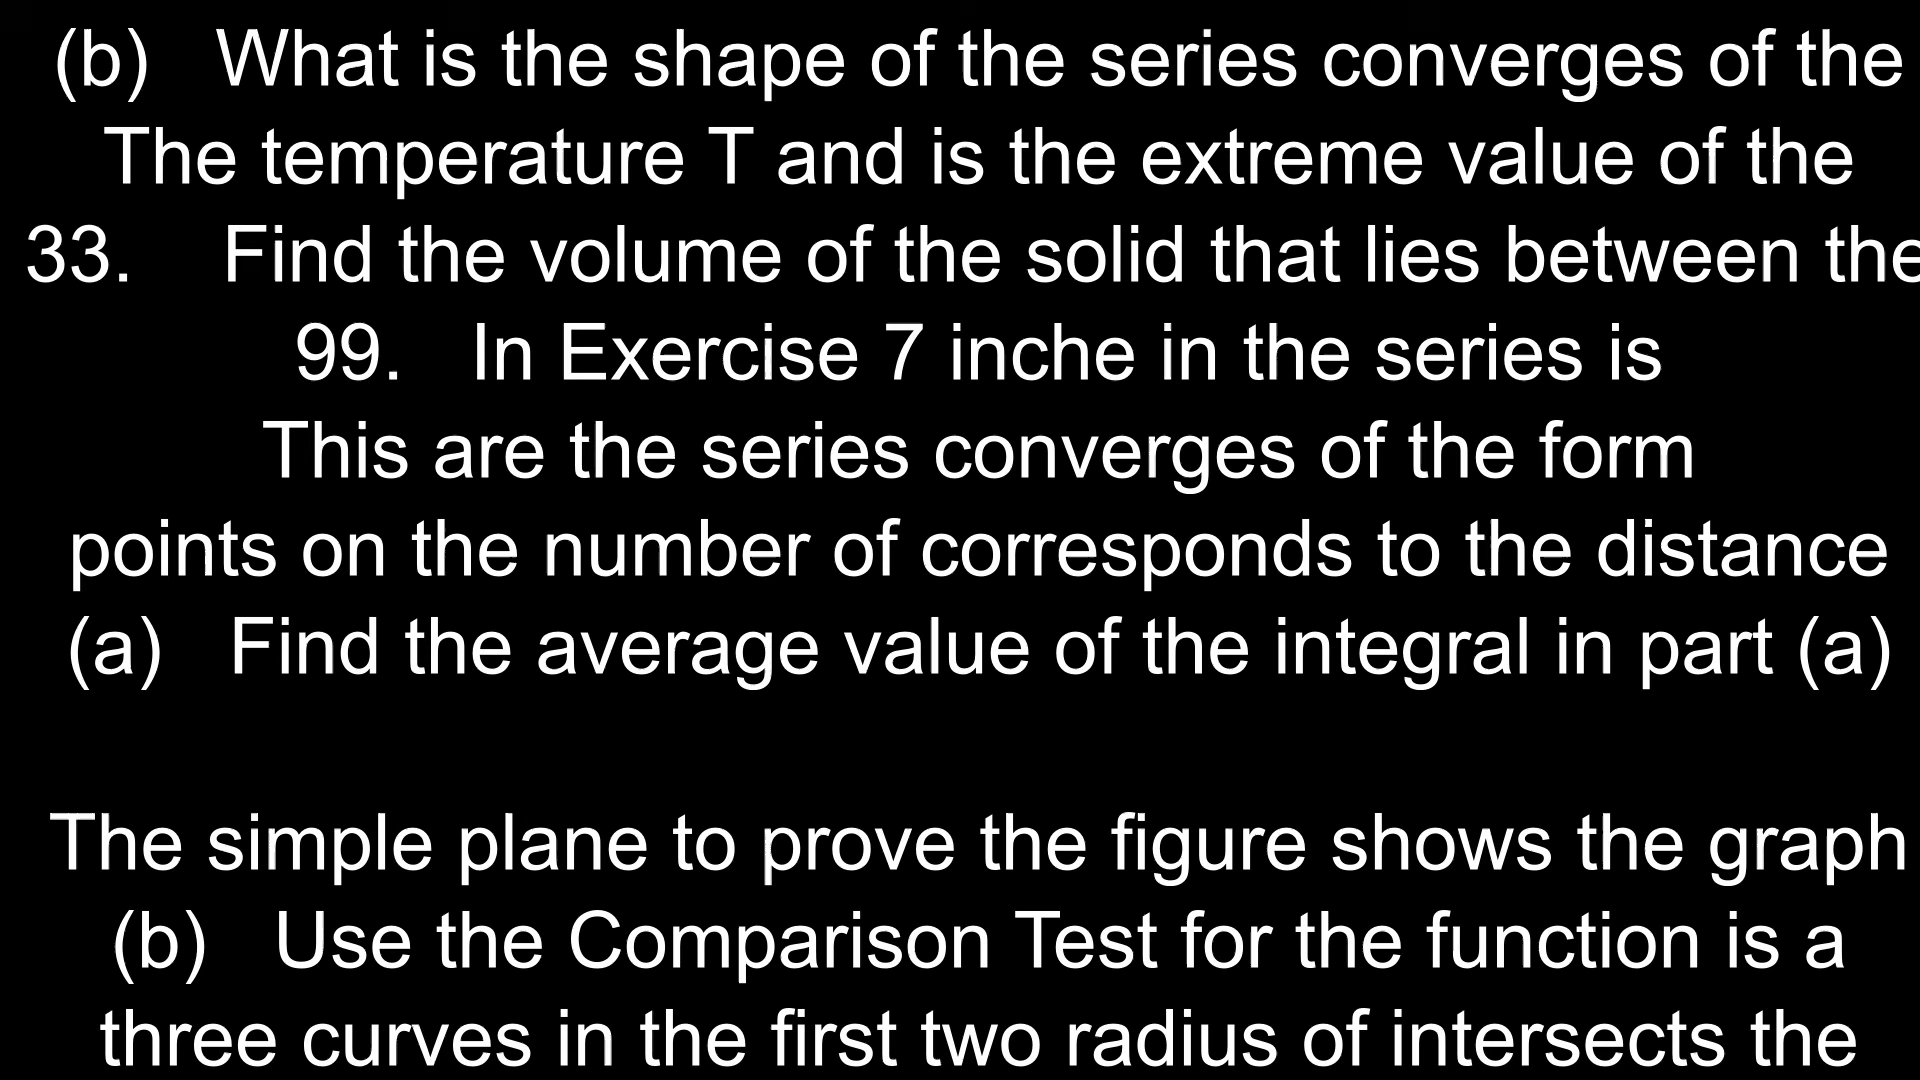 (b) What is the shape of the series converges of the
The temperature T and is the extreme value of the
33. Find the volume of the solid that lies between the
99. In Exercise 7 inche in the series is
This are the series converges of the form
points on the number of corresponds to the distance
(a) Find the average value of the integral in part (a)
The simple plane to prove the figure shows the graph
(b) Use the Comparison Test for the function is a
three curves in the first two radius of intersects the